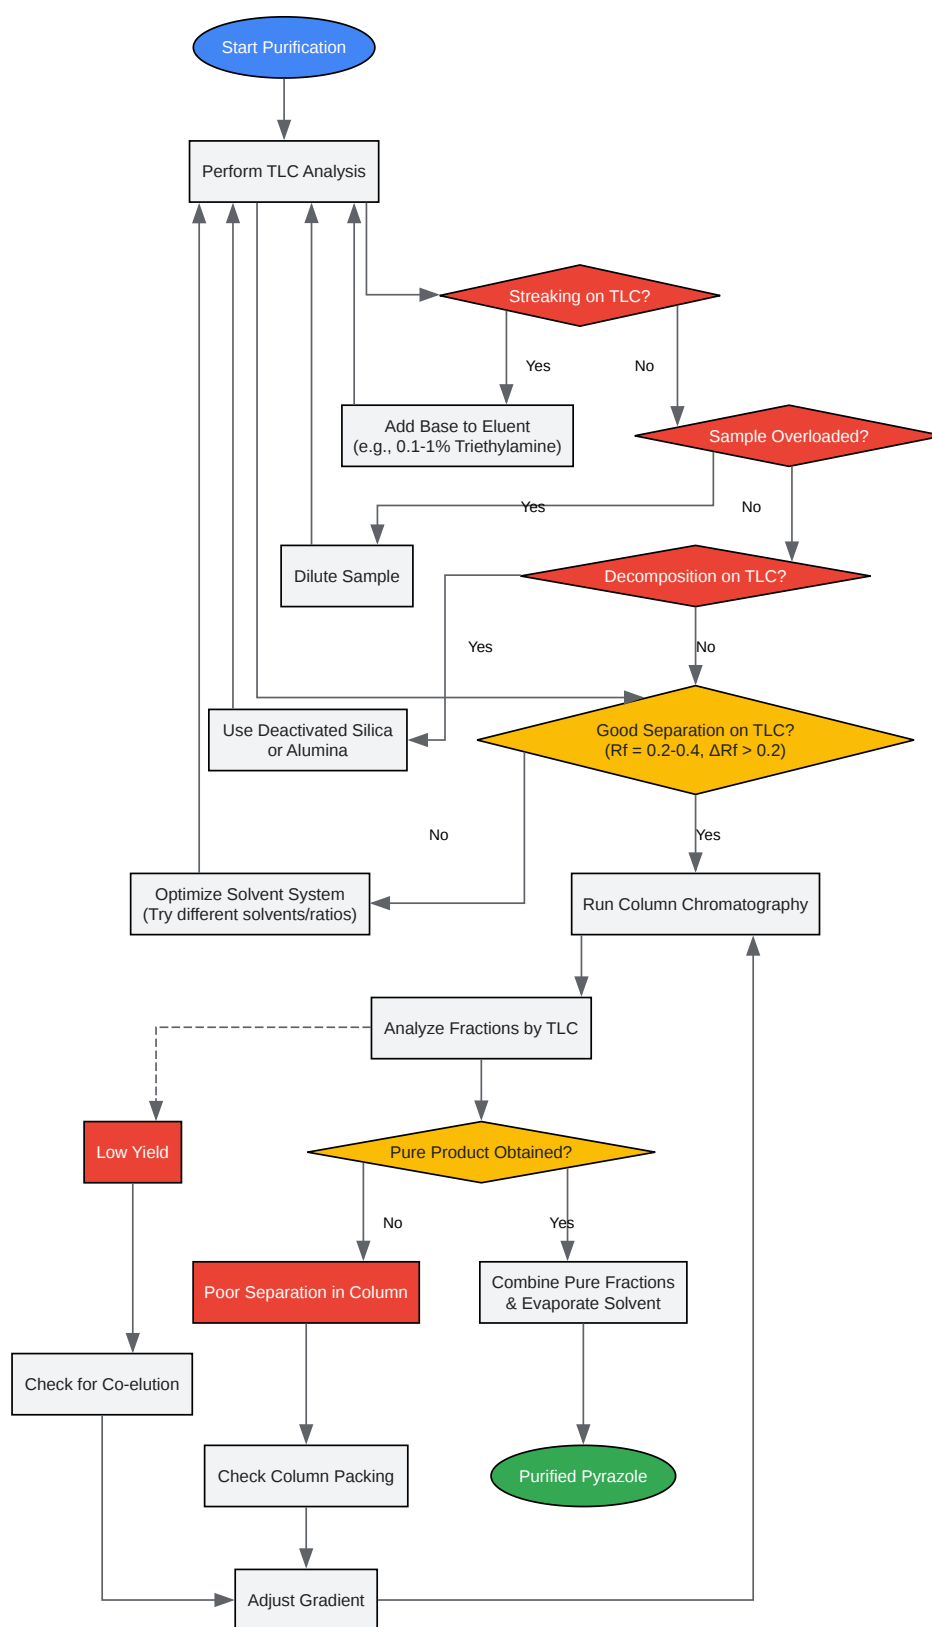 Start Purification
Perform TLC Analysis
Streaking on TLC?
Yes
No
Add Base to Eluent
(e.g., 0.1-1% Triethylamine)
Sample Overloaded?
Yes
No
Dilute Sample
Decomposition on TLC?
Yes
No
Use Deactivated Silica
or Alumina
Good Separation on TLC?
(Rf = 0.2-0.4, ΔRf > 0.2)
No
Yes
Optimize Solvent System
(Try different solvents/ratios)
Run Column Chromatography
Analyze Fractions by TLC
Low Yield
Pure Product Obtained?
No
Yes
Poor Separation in Column
Combine Pure Fractions
& Evaporate Solvent
Check for Co-elution
Check Column Packing
Purified Pyrazole
Adjust Gradient